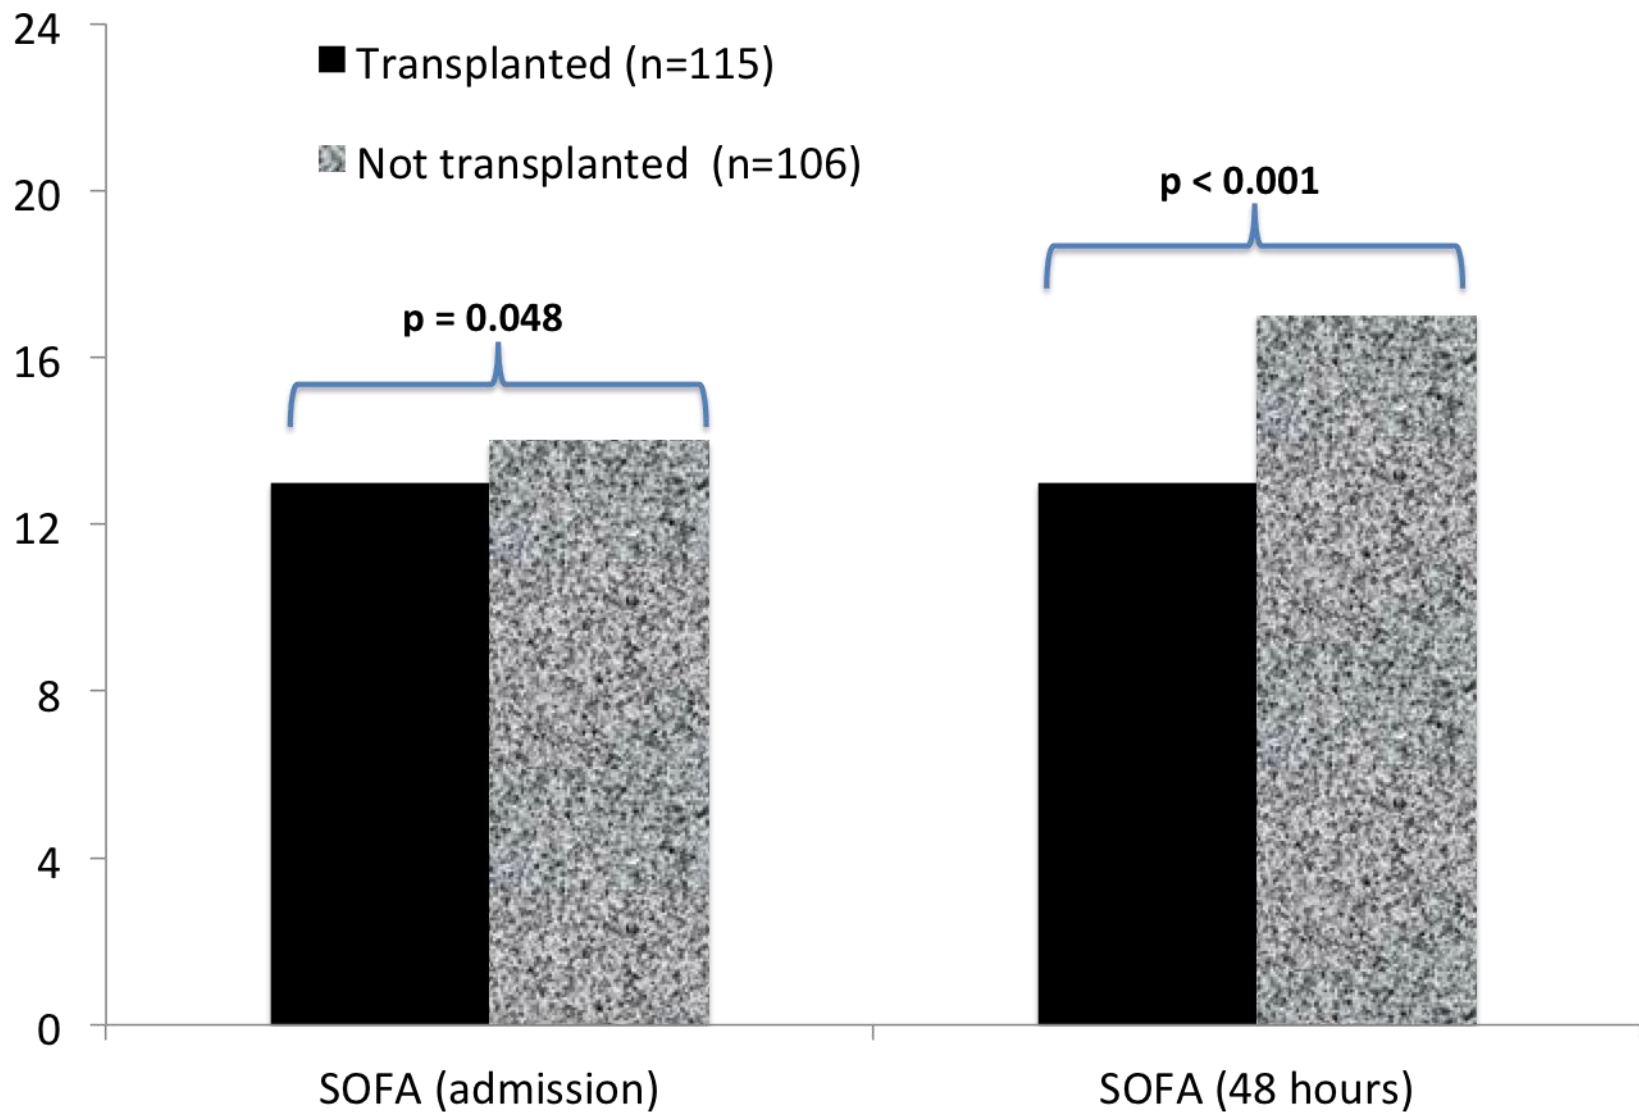 24
Transplanted (n=115)
Not transplanted (n=106)
p < 0.001
20
p = 0.048
16
12
8
4
0
SOFA (admission)
SOFA (48 hours)